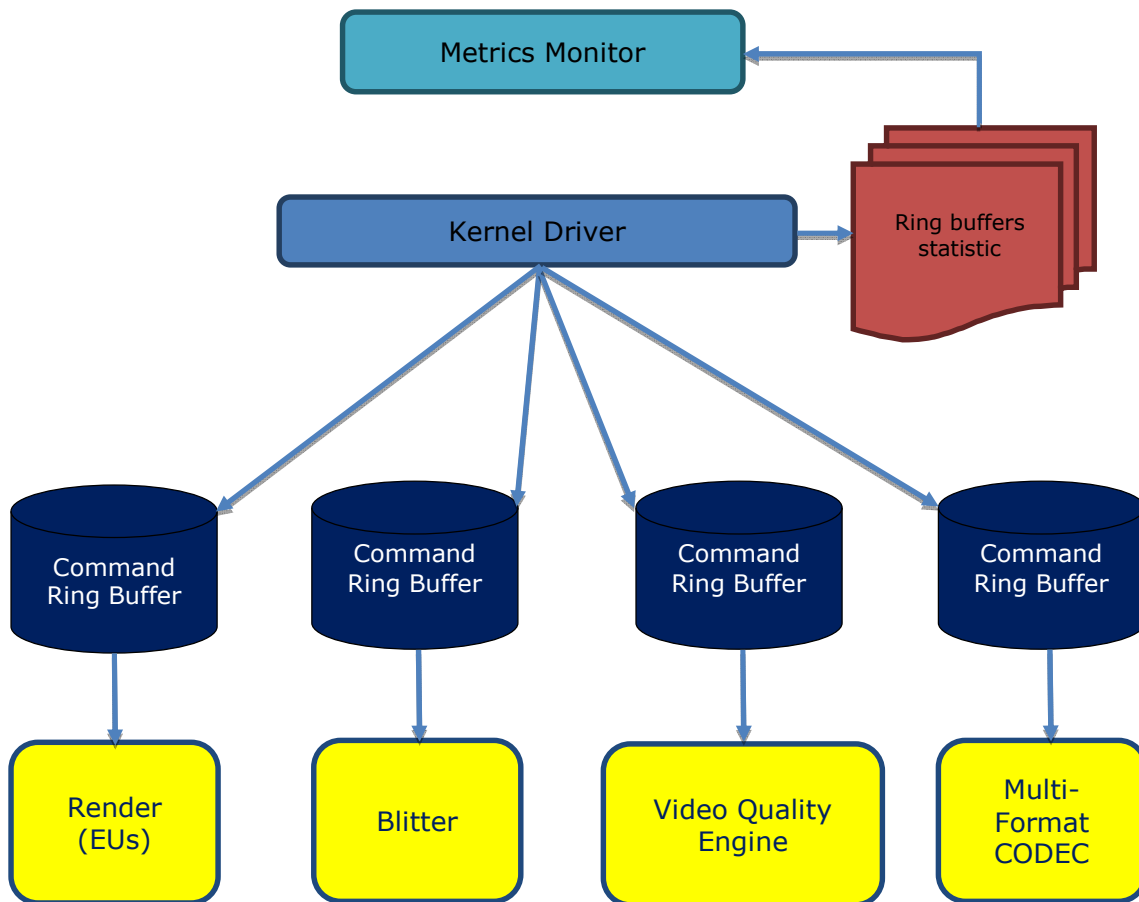 Metrics Monitor
Ring buffers
statistic
Kernel Driver
Command
Ring Buffer
Command
Ring Buffer
Command
Ring Buffer
Command
Ring Buffer
Render
(EUs)
Blitter
Video Quality
Engine
Multi-
Format
CODEC